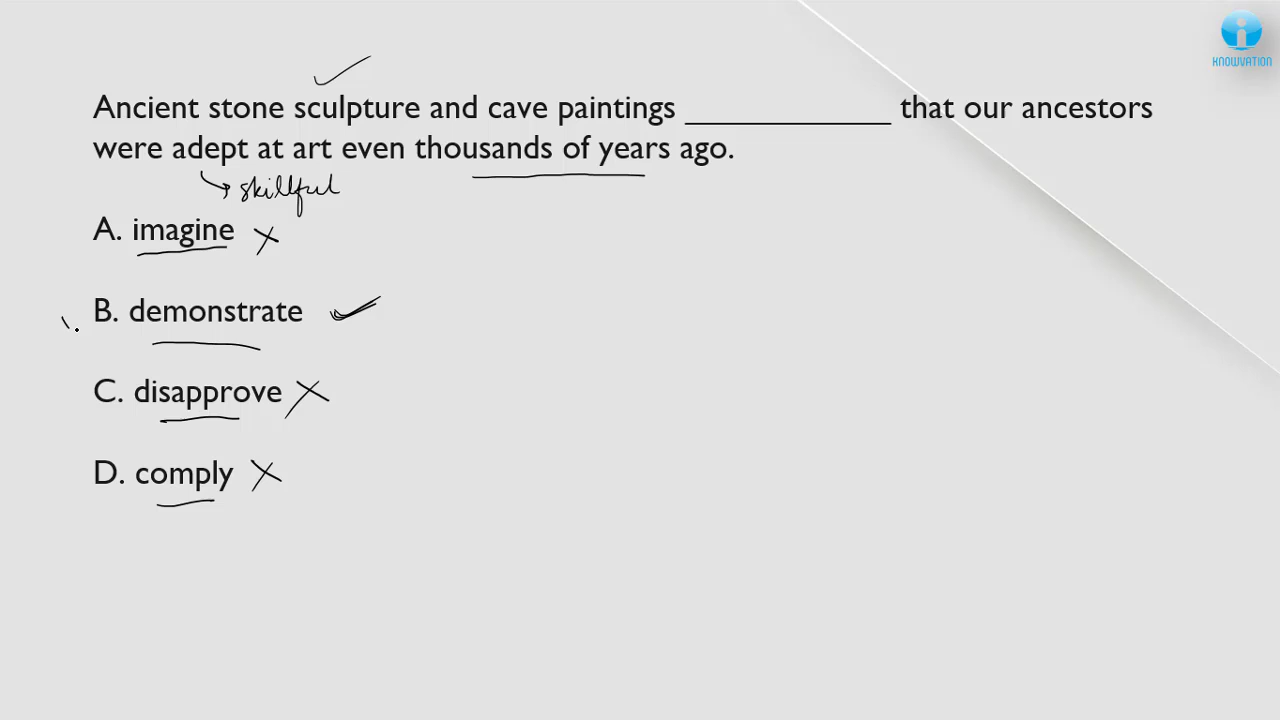 KNOWVATION
Ancient stone sculpture and cave paintings ____________ that our ancestors
were adept at art even thousands of years ago.
skillful
A. imagine
B. demonstrate
C. disapprove
D. comply